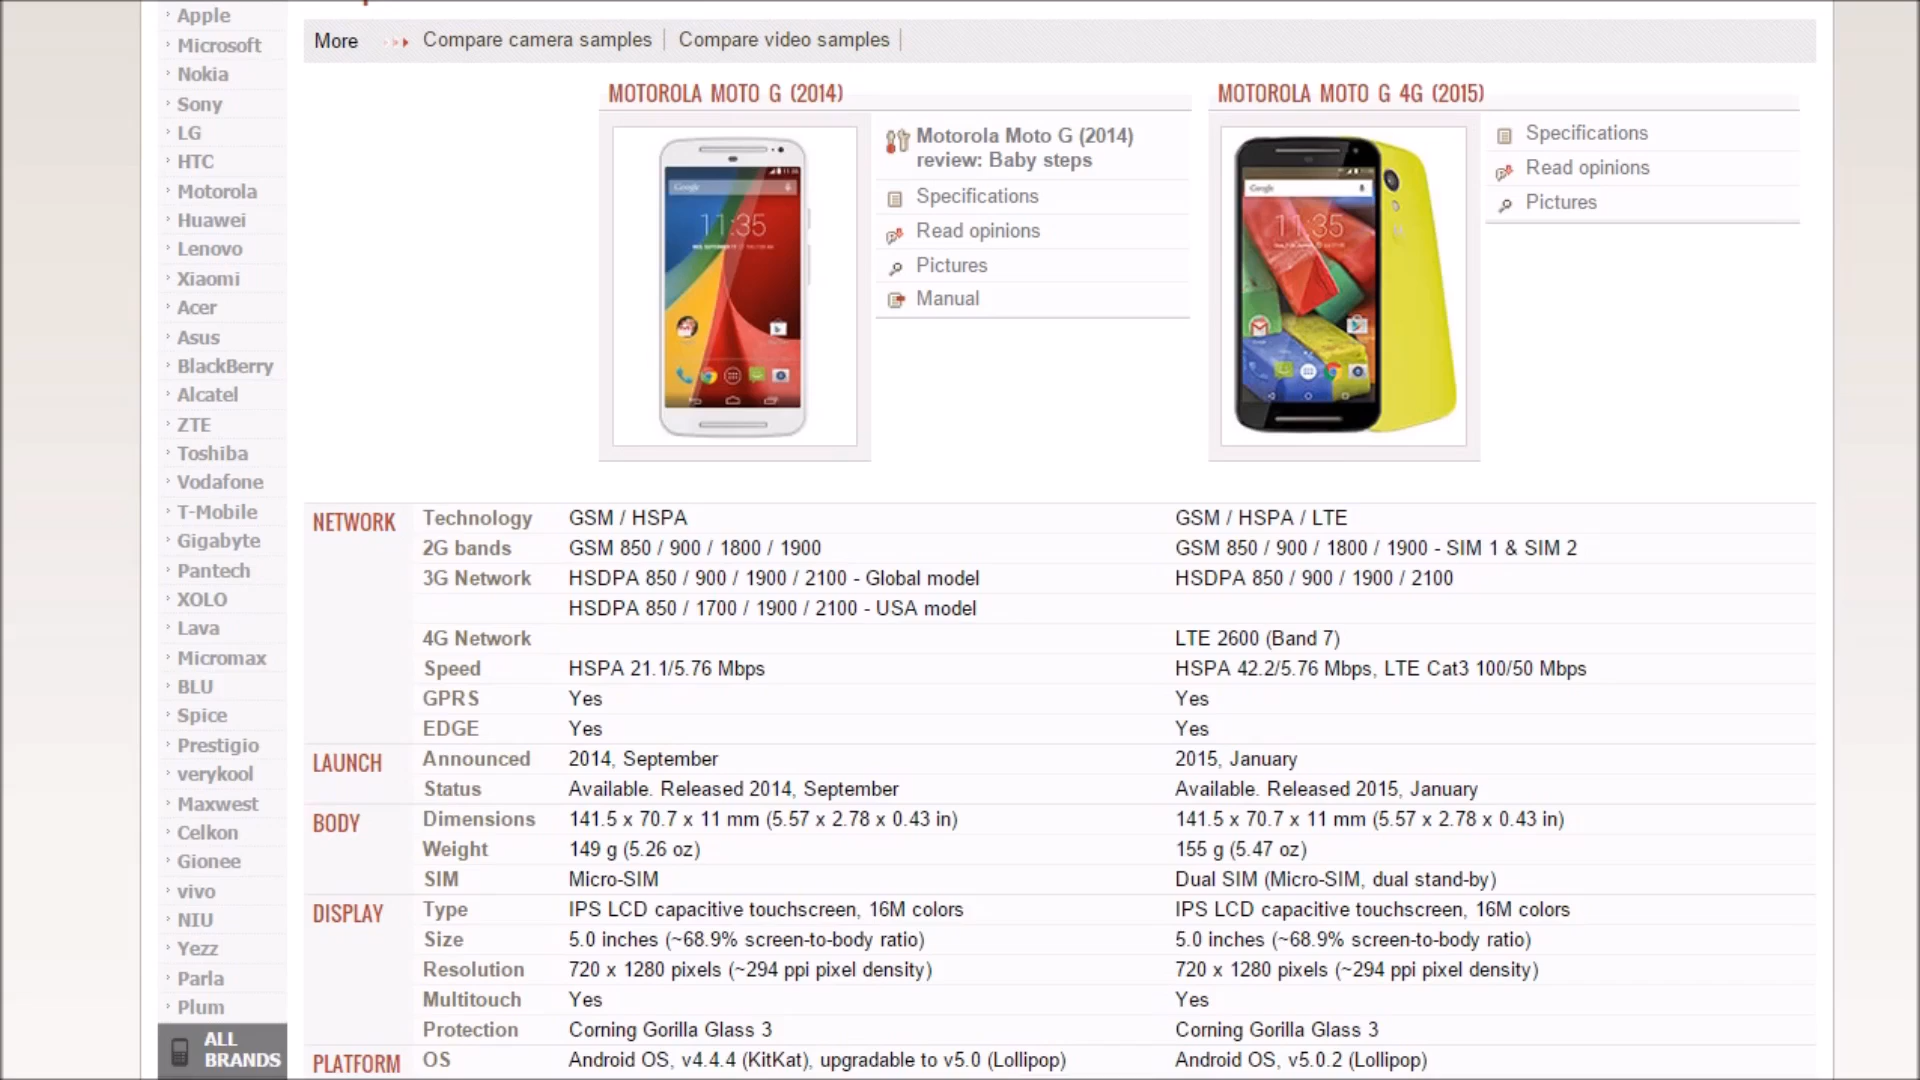 Apple
Microsoft
Nokia
Sony
LG
HTC
Motorola
Huawei
Lenovo
Xiaomi
Acer
Asus
BlackBerry
Alcatel
ZTE
Toshiba
Vodafone
T-Mobile
Gigabyte
Pantech
XOLO
Lava
Micromax
BLU
Spice
Prestigio
verykool
Maxwest
Celkon
Gionee
vivo
NIU
Yezz
Parla
Plum
ALL
BRANDS
More Compare camera samples Compare video samples
MOTOROLA MOTO G (2014)
Google
11:35
Motorola Moto G (2014)
review: Baby steps
Specifications
Read opinions
Pictures
Manual
MOTOROLA MOTO G 4G (2015)
Google
11:35
Specifications
Read opinions
Pictures
NETWORK Technology GSM / HSPA GSM / HSPA / LTE
2G bands GSM 850 / 900 / 1800 / 1900 GSM 850 / 900 / 1800 / 1900 - SIM 1 & SIM 2
3G Network HSDPA 850 / 900 / 1900 / 2100 - Global model HSDPA 850 / 900 / 1900 / 2100
HSDPA 850 / 1700 / 1900 / 2100 - USA model
4G Network LTE 2600 (Band 7)
Speed HSPA 21.1/5.76 Mbps HSPA 42.2/5.76 Mbps, LTE Cat3 100/50 Mbps
GPRS Yes Yes
EDGE Yes Yes
LAUNCH Announced 2014, September 2015, January
Status Available. Released 2014, September Available. Released 2015, January
BODY Dimensions 141.5 x 70.7 x 11 mm (5.57 x 2.78 x 0.43 in) 141.5 x 70.7 x 11 mm (5.57 x 2.78 x 0.43 in)
Weight 149 g (5.26 oz) 155 g (5.47 oz)
SIM Micro-SIM Dual SIM (Micro-SIM, dual stand-by)
DISPLAY Type IPS LCD capacitive touchscreen, 16M colors IPS LCD capacitive touchscreen, 16M colors
Size 5.0 inches (~68.9% screen-to-body ratio) 5.0 inches (~68.9% screen-to-body ratio)
Resolution 720 x 1280 pixels (~294 ppi pixel density) 720 x 1280 pixels (~294 ppi pixel density)
Multitouch Yes Yes
Protection Corning Gorilla Glass 3 Corning Gorilla Glass 3
PLATFORM OS Android OS, v4.4.4 (KitKat), upgradable to v5.0 (Lollipop) Android OS, v5.0.2 (Lollipop)